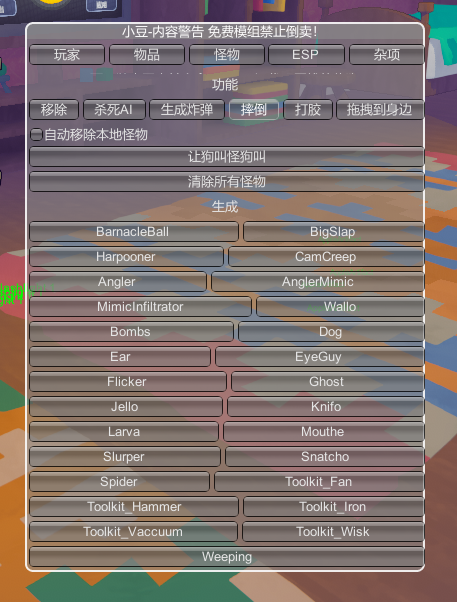 小豆-内容警告 免费模组禁止倒卖！
玩家 物品 怪物 ESP 杂项
功能
移除 杀死AI 生成炸弹 摔倒 打胶 拖拽到身边
自动移除本地怪物
让狗叫怪狗叫
清除所有怪物
生成
BarnacleBall BigSlap
Harpooner CamCreep
Angler AnglerMimic
MimicInfiltrator Wallo
Bombs Dog
Ear EyeGuy
Flicker Ghost
Jello Knifo
Larva Mouthe
Slurper Snatcho
Spider Toolkit_Fan
Toolkit_Hammer Toolkit_Iron
Toolkit_Vaccuum Toolkit_Wisk
Weeping